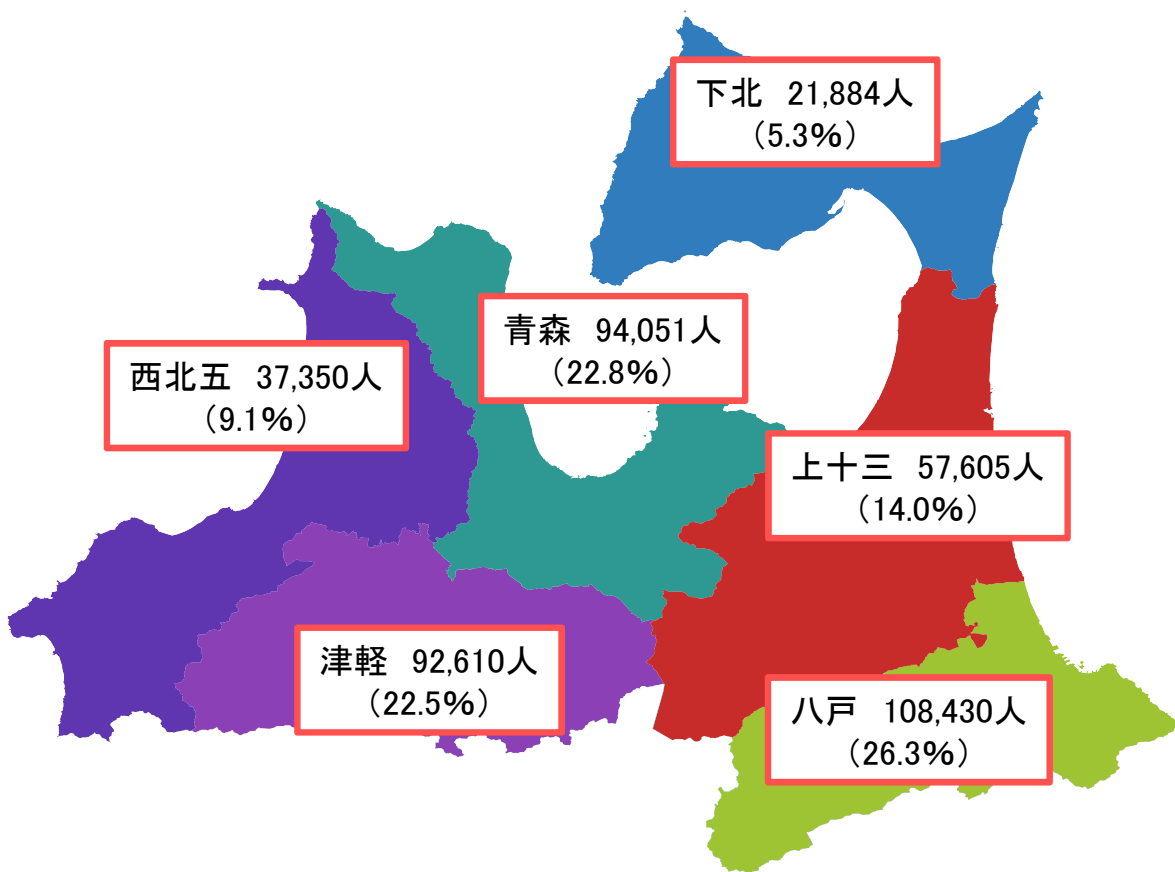 下北 21,884人
（5.3%）
青森 94,051人
（22.8%）
西北五 37,350人
（9.1%）
上十三 57,605人
（14.0%）
津軽 92,610人
（22.5%）
八戸 108,430人
（26.3%）